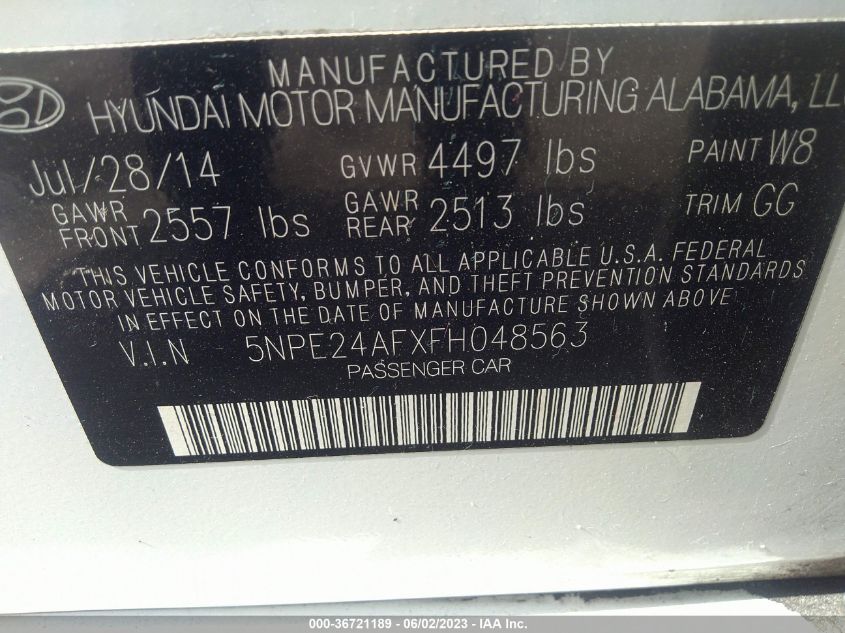 MANUFACTURED BY
HYUNDAI MOTOR MANUFACTURING ALABAMA,
Jul/28/14 GVWR 4497 lbs PAINT W8
GAWR FRONT 2557 lbs GAWR REAR 2513 lbs TRIM GG
THIS VEHICLE CONFORMS TO ALL APPLICABLE U.S.A. FEDERAL
MOTOR VEHICLE SAFETY, BUMPER, AND THEFT PREVENTION STANDARDS
IN EFFECT ON THE DATE OF MANUFACTURE SHOWN ABOVE
V.I.N 5NPE24AFXFH048563
PASSENGER CAR
000-36721189 - 06/02/2023 - © IAA Inc.